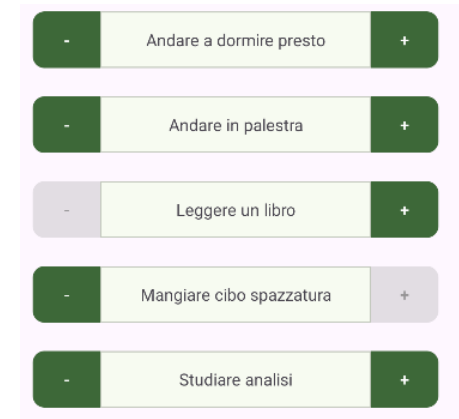 - Andare a dormire presto +
- Andare in palestra +
- Leggere un libro +
- Mangiare cibo spazzatura +
- Studiare analisi +